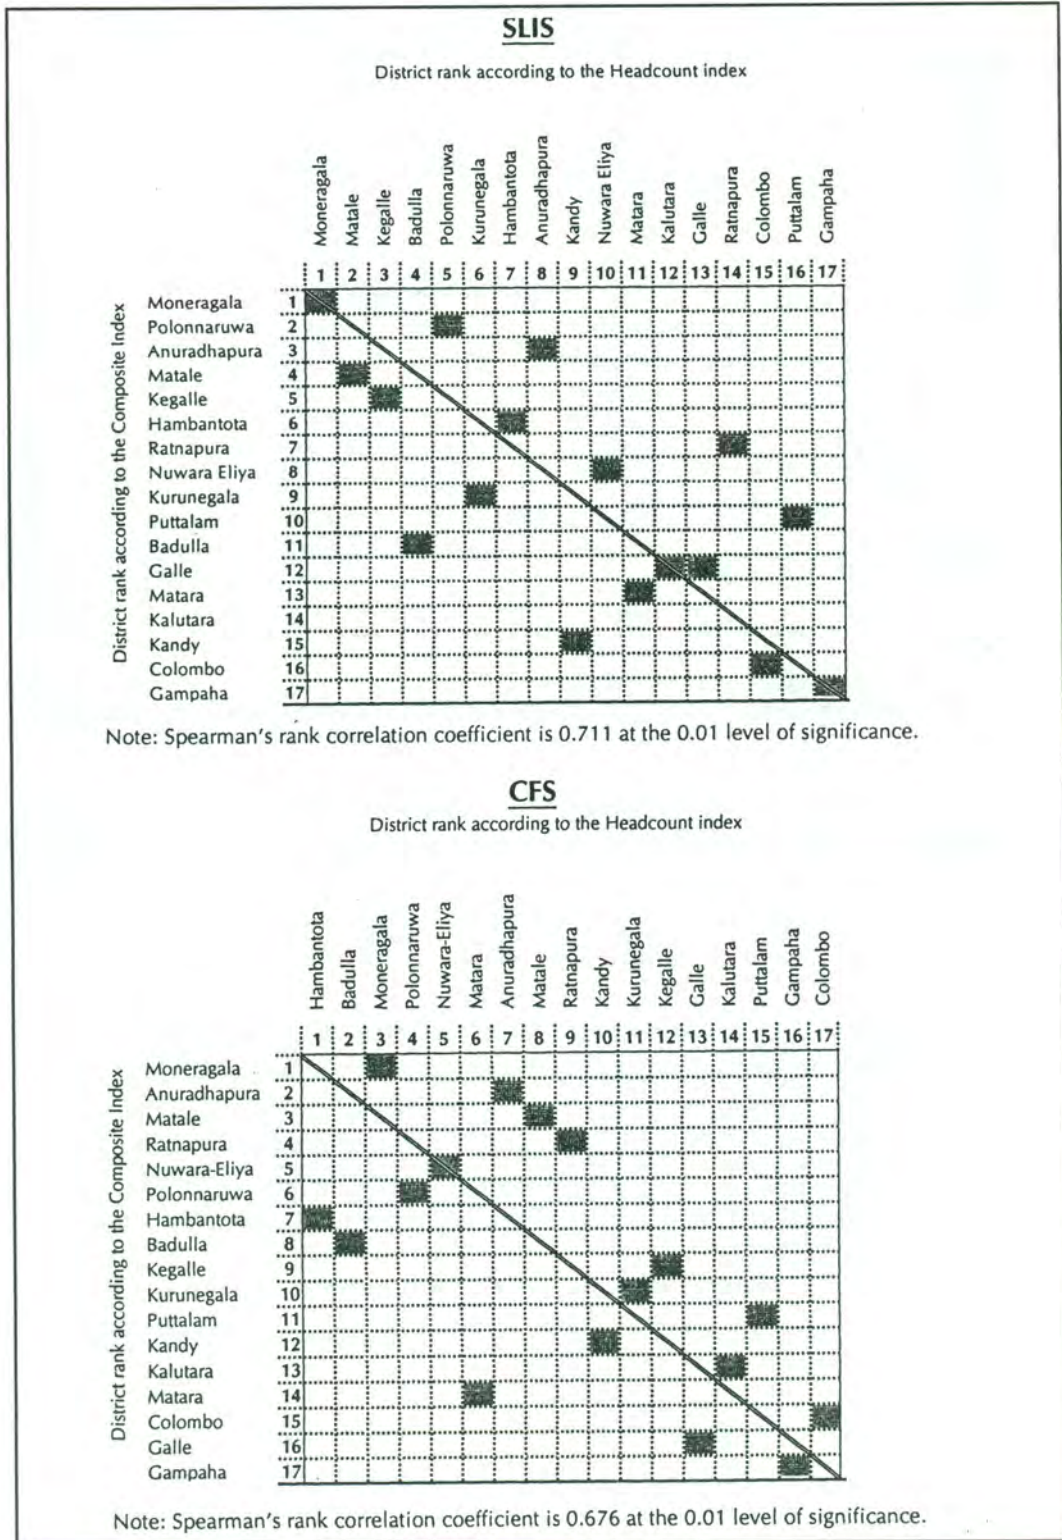 SLIS
District rank according to the Headcount index
Moneragala
Matale
Kegalle
Badulla
Polonnaruwa
Kurunegala
Hambantota
Anuradhapura
Kandy
Nuwara Eliya
Matara
Kalutara
Galle
Ratnapura
Colombo
Puttalam
Gampaha
1 2 3 4 5 6 7 8 9 10 11 12 13 14 15 16 17
District rank according to the Composite Index
Moneragala 1
Polonnaruwa 2
Anuradhapura 3
Matale 4
Kegalle 5
Hambantota 6
Ratnapura 7
Nuwara Eliya 8
Kurunegala 9
Puttalam 10
Badulla 11
Galle 12
Matara 13
Kalutara 14
Kandy 15
Colombo 16
Gampaha 17
Note: Spearman's rank correlation coefficient is 0.711 at the 0.01 level of significance.
CFS
District rank according to the Headcount index
Hambantota
Badulla
Moneragala
Polonnaruwa
Nuwara-Eliya
Matara
Anuradhapura
Matale
Ratnapura
Kandy
Kurunegala
Kegalle
Galle
Kalutara
Puttalam
Gampaha
Colombo
1 2 3 4 5 6 7 8 9 10 11 12 13 14 15 16 17
District rank according to the Composite Index
Moneragala 1
Anuradhapura 2
Matale 3
Ratnapura 4
Nuwara-Eliya 5
Polonnaruwa 6
Hambantota 7
Badulla 8
Kegalle 9
Kurunegala 10
Puttalam 11
Kandy 12
Kalutara 13
Matara 14
Colombo 15
Galle 16
Gampaha 17
Note: Spearman's rank correlation coefficient is 0.676 at the 0.01 level of significance.